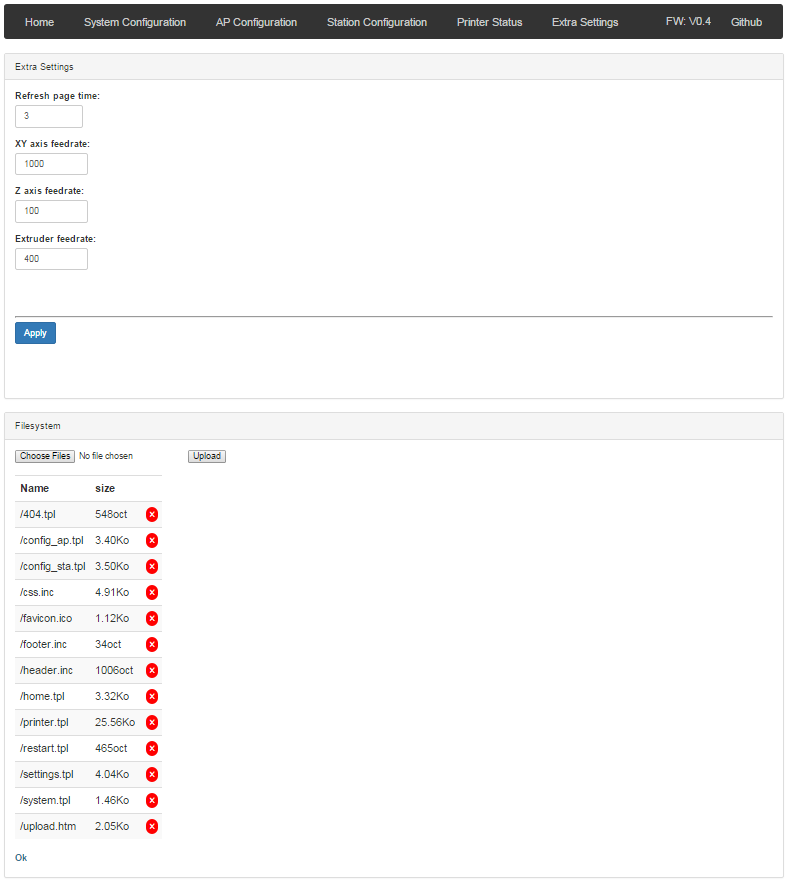 Home System Configuration AP Configuration Station Configuration Printer Status Extra Settings FW: V0.4 Github
Extra Settings
Refresh page time:
3
XY axis feedrate:
1000
Z axis feedrate:
100
Extruder feedrate:
400
Apply
Filesystem
Choose Files No file chosen Upload
Name size
/404.tpl 548oct
/config_ap.tpl 3.40Ko
/config_sta.tpl 3.50Ko
/css.inc 4.91Ko
/favicon.ico 1.12Ko
/footer.inc 34oct
/header.inc 1006oct
/home.tpl 3.32Ko
/printer.tpl 25.56Ko
/restart.tpl 465oct
/settings.tpl 4.04Ko
/system.tpl 1.46Ko
/upload.htm 2.05Ko
Ok